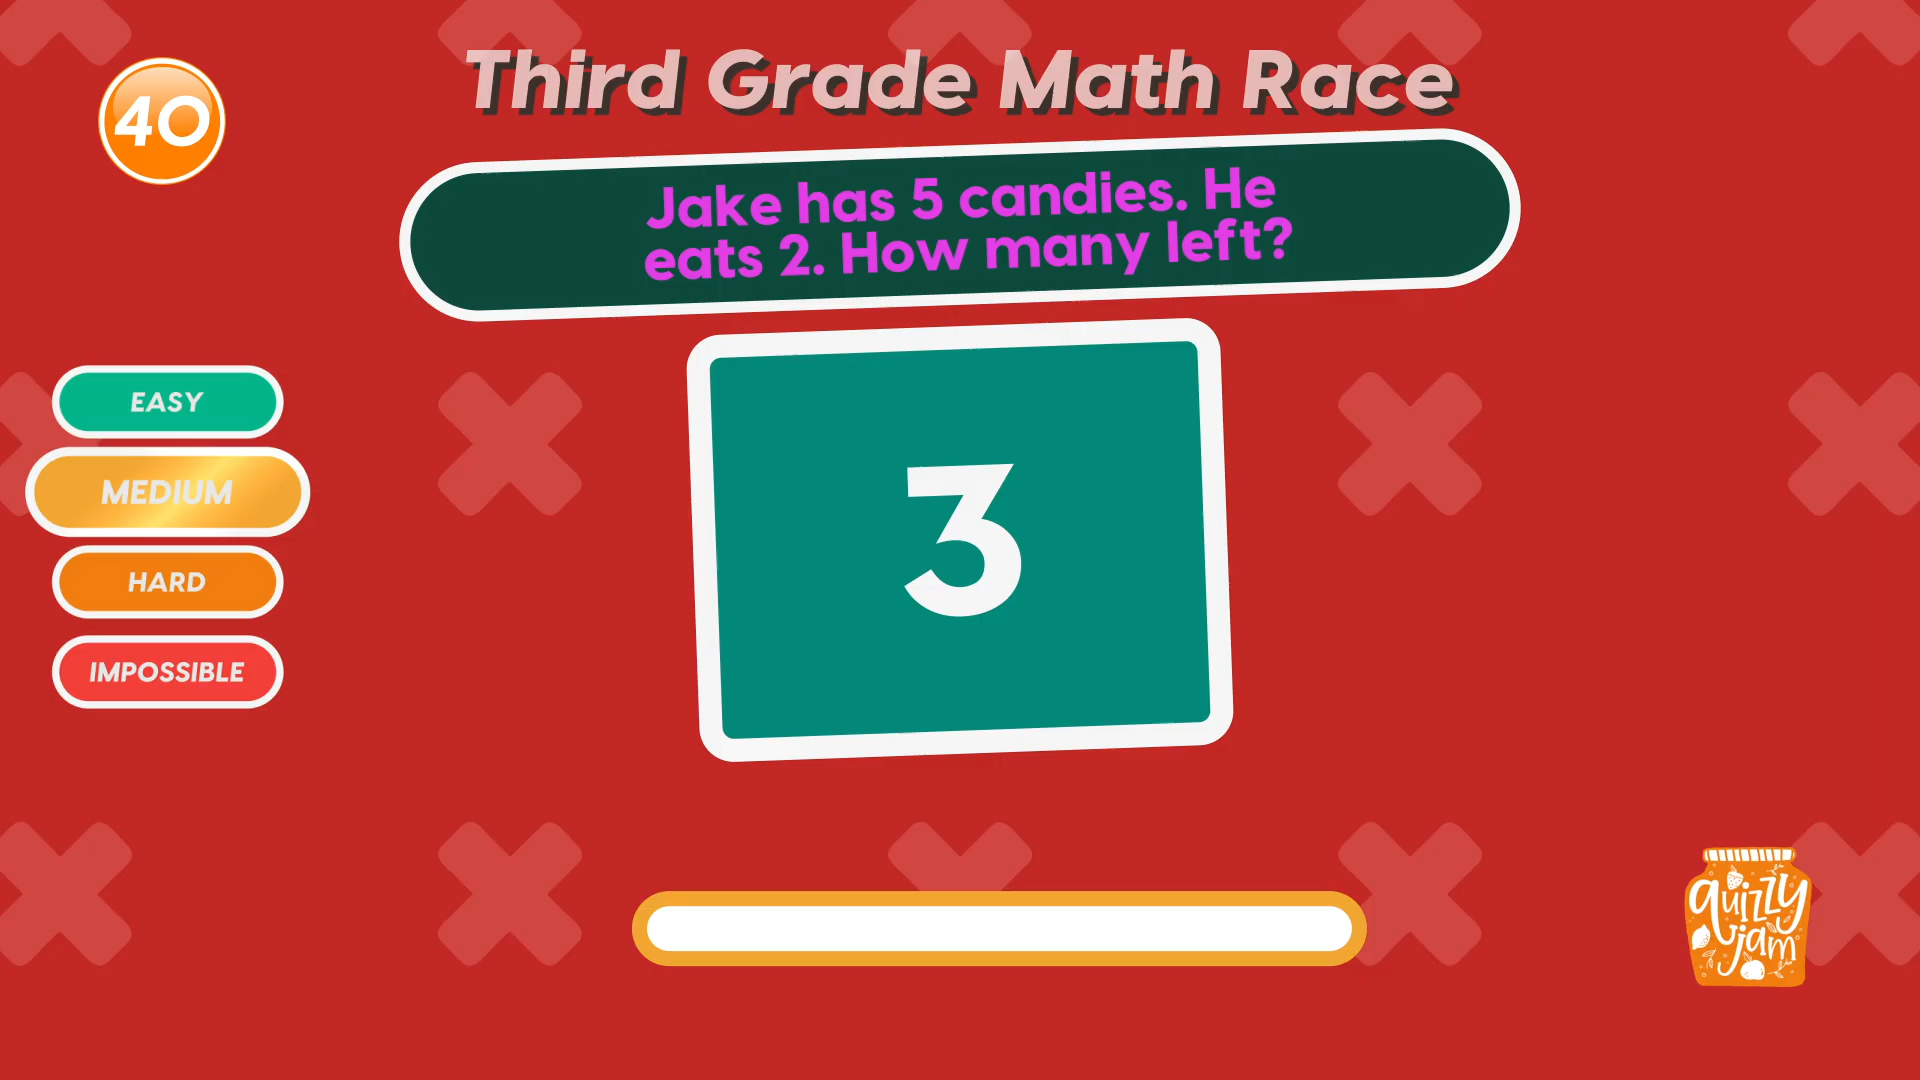 Third Grade Math Race
40
Jake has 5 candies. He
eats 2. How many left?
EASY
MEDIUM
HARD
IMPOSSIBLE
3
quizzy
jam